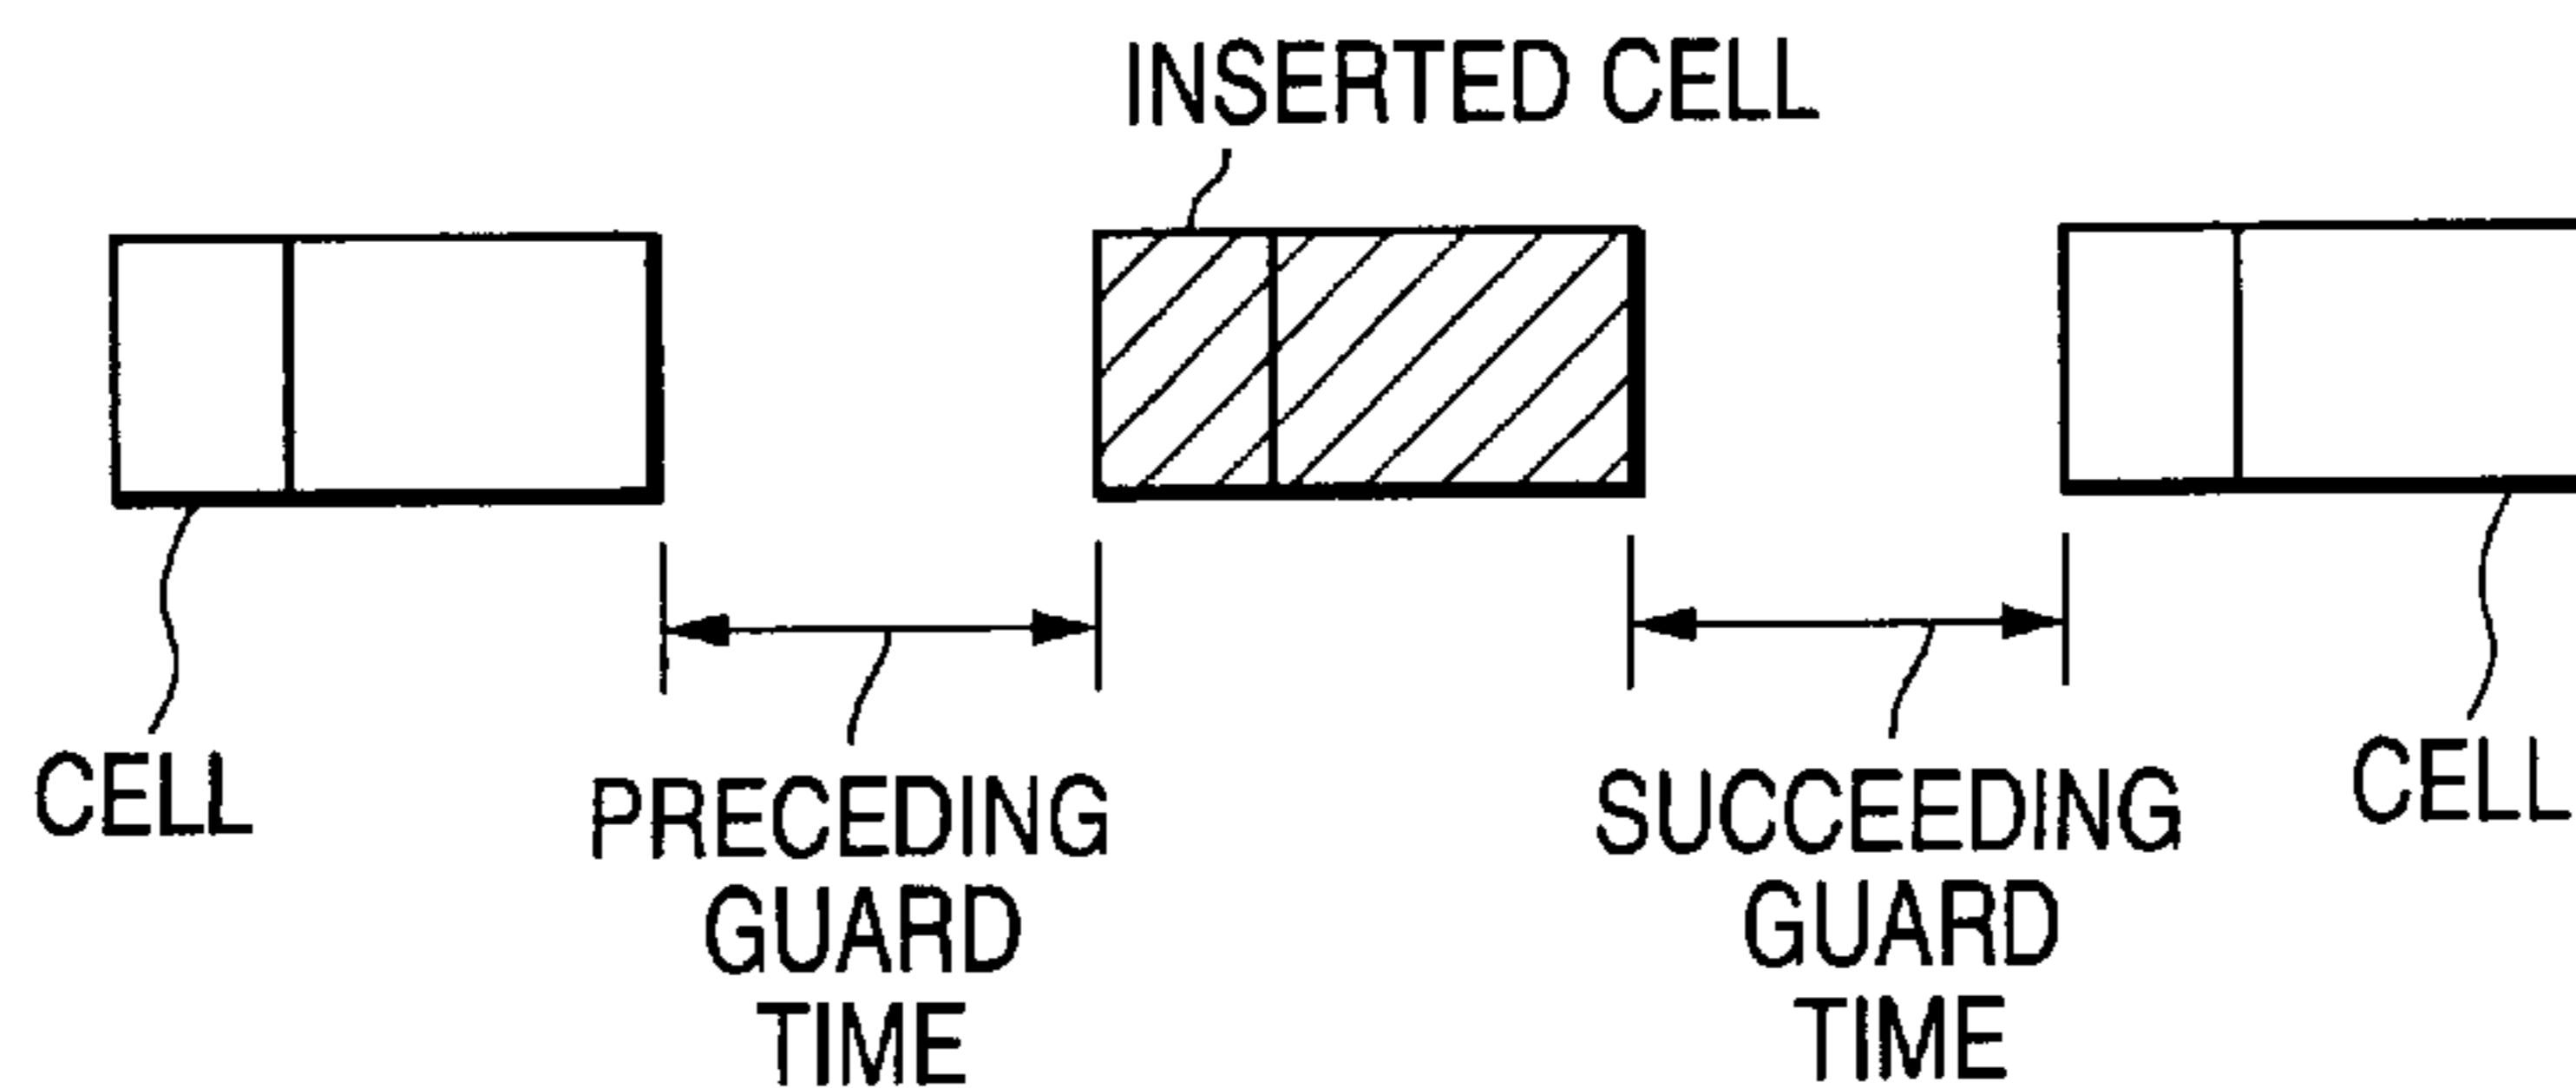 INSERTED CELL
CELL
PRECEDING
GUARD
TIME
SUCCEEDING
GUARD
TIME
CELL